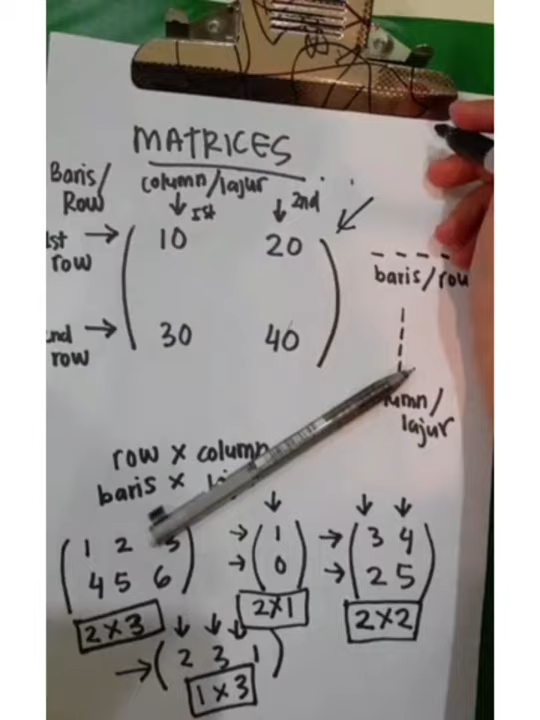 MATRICES
Baris/
Row
column/lajur
1st
2nd
1st
row
10 20
baris/row
2nd
row
30 40
column/
lajur
row x column
baris x
1 2 3
4 5 6
2x3
1
0
2x1
3 4
2 5
2x2
2 3 1
1x3